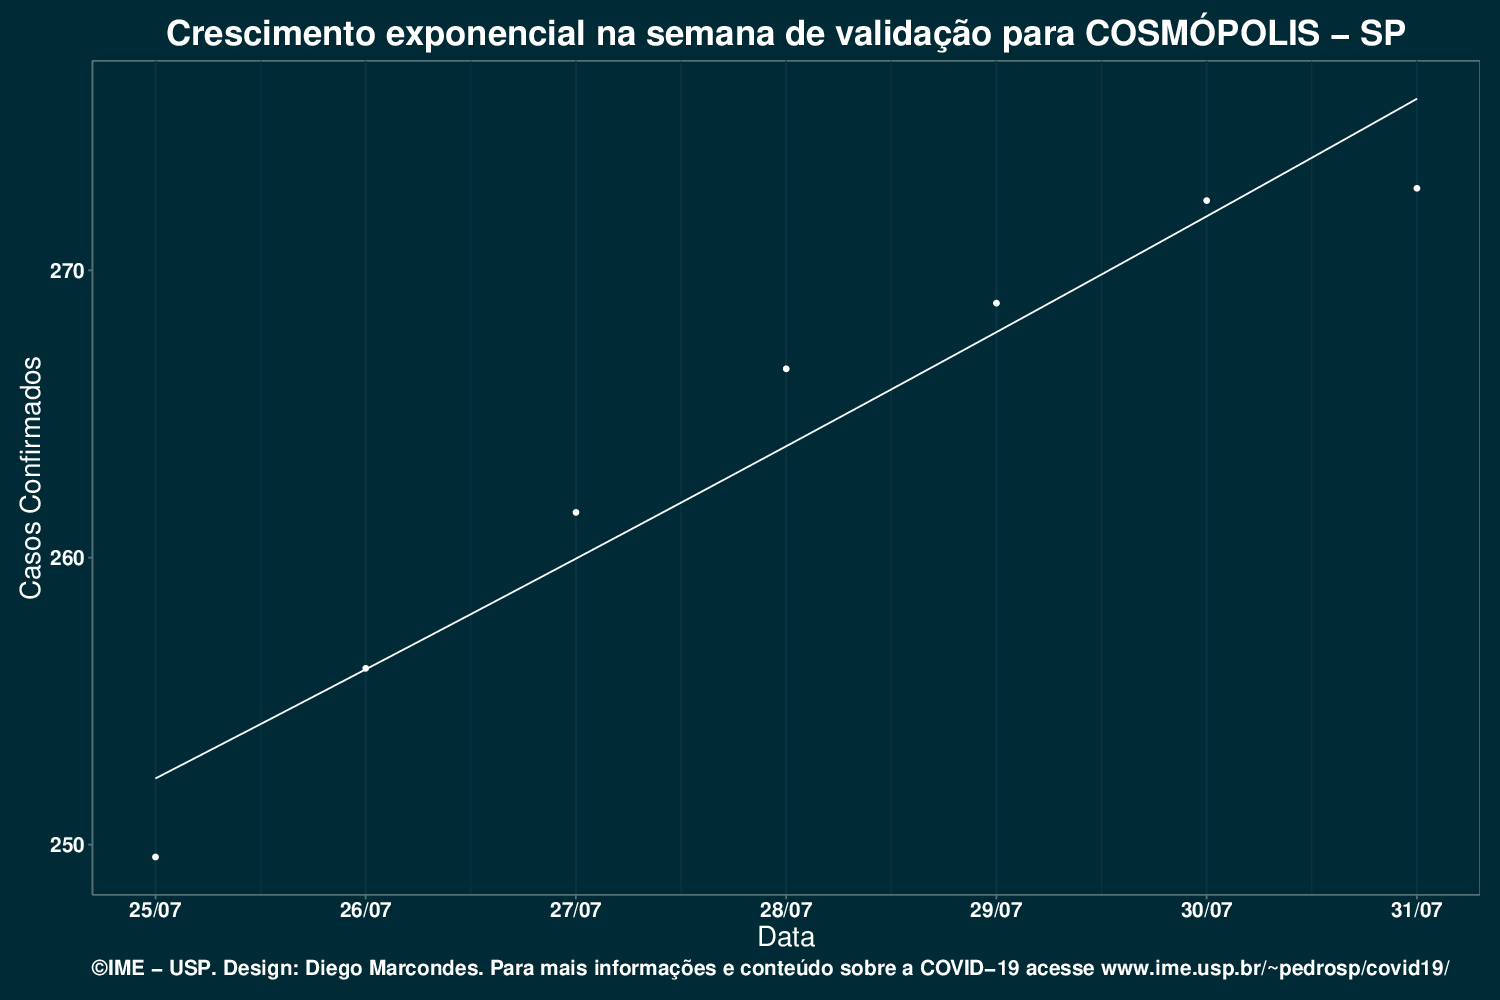 Crescimento exponencial na semana de validação para COSMÓPOLIS – SP
Casos Confirmados
270
260
250
25/07 26/07 27/07 28/07 29/07 30/07 31/07
Data
©IME – USP. Design: Diego Marcondes. Para mais informações e conteúdo sobre a COVID–19 acesse www.ime.usp.br/~pedrosp/covid19/